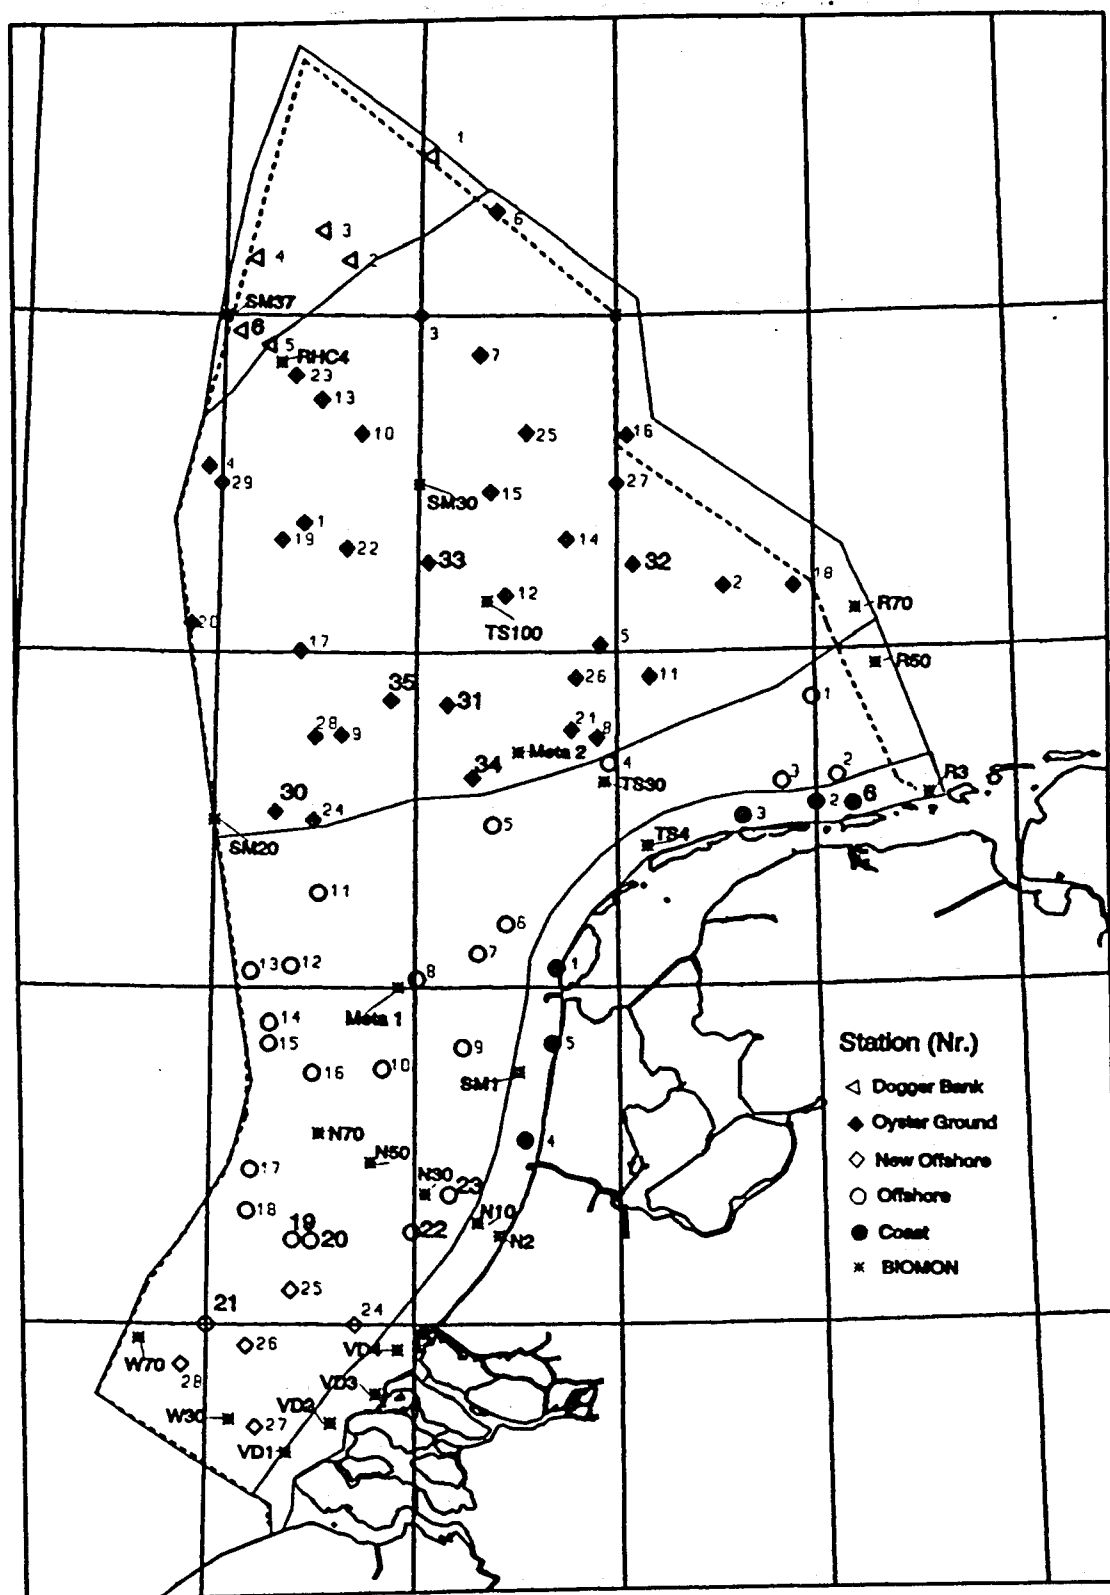 1
6
3
4
2
SM37
6
5
3
RHC4
7
23
13
10
25
16
4
29
SM30
15
27
1
19
22
33
14
32
12
2
18
TS100
R70
20
17
5
R50
35
31
26
11
1
28
9
21
8
Meta 2
34
4
TS30
3
2
R3
30
24
SM20
5
3
2
6
TS4
11
6
7
13
12
8
1
Meta 1
14
15
9
5
16
10
SM1
Station (Nr.)
Dogger Bank
Oyster Ground
New Offshore
Offshore
Coast
BIOMON
N70
4
N50
17
N30
23
18
N10
19
20
22
N2
25
21
24
26
W70
VD4
28
VD3
W30
27
VD2
VD1